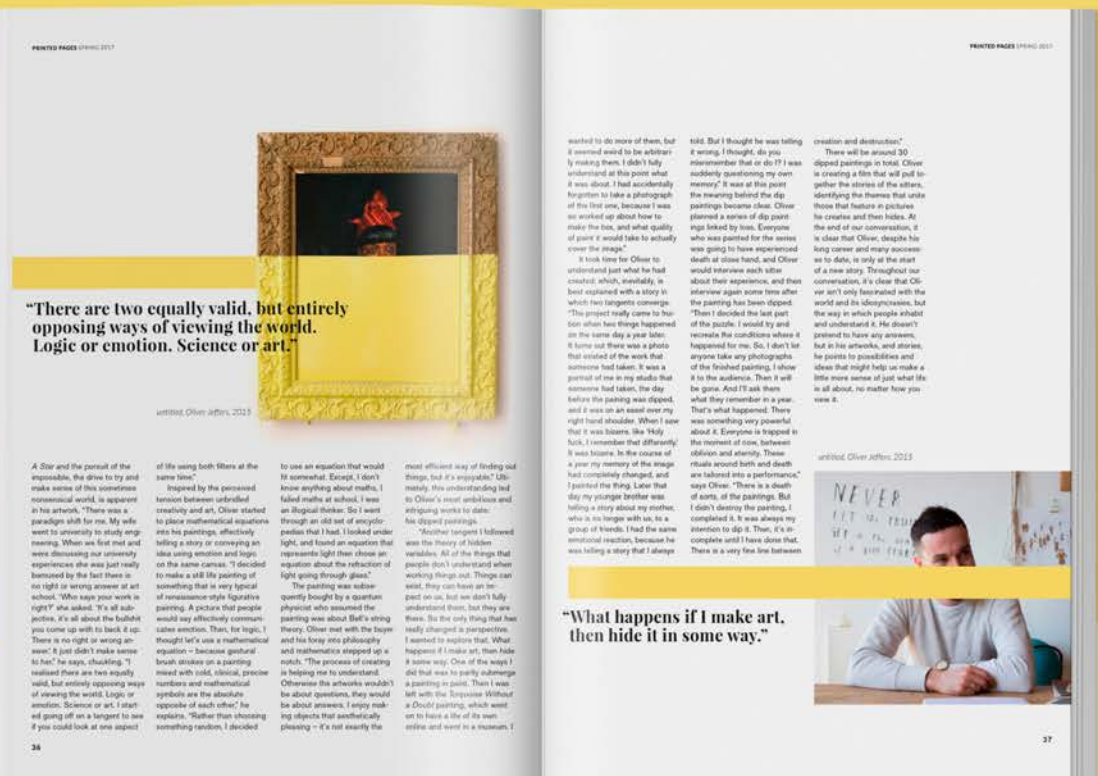 PRINTED PAGES SPRING 2017
“There are two equally valid, but entirely
opposing ways of viewing the world.
Logic or emotion. Science or art.”
untitled, Oliver Jeffers, 2015
A Star and the pursuit of the
impossible, the drive to try and
make sense of this sometimes
nonsensical world, is apparent
in his artwork. “There was a
paradigm shift for me. My wife
went to university to study engi-
neering. When we first met and
were discussing our university
experiences she was just really
bemused by the fact there is
no right or wrong answer at art
school. ‘Who says your work is
right?’ she asked. ‘It’s all sub-
jective, it’s all about the bullshit
you come up with to back it up.
There is no right or wrong an-
swer.’ It just didn’t make sense
to her,” he says, chuckling. “I
realised there are two equally
valid, but entirely opposing ways
of viewing the world. Logic or
emotion. Science or art. I start-
ed going off on a tangent to see
if you could look at one aspect
of life using both filters at the
same time.”
Inspired by the perceived
tension between unbridled
creativity and art, Oliver started
to place mathematical equations
into his paintings, effectively
telling a story or conveying an
idea using emotion and logic
on the same canvas. “I decided
to make a still life painting of
something that is very typical
of renaissance-style figurative
painting. A picture that people
would say effectively communi-
cates emotion. Then, for logic, I
thought let’s use a mathematical
equation – because gestural
brush strokes on a painting
mixed with cold, clinical, precise
numbers and mathematical
symbols are the absolute
opposite of each other,” he
explains. “Rather than choosing
something random, I decided
to use an equation that would
fit somewhat. Except, I don’t
know anything about maths, I
failed maths at school, I was
an illogical thinker. So I went
through an old set of encyclo-
pedias that I had. I looked under
light, and found an equation that
represents light then chose an
equation about the refraction of
light going through glass.”
The painting was subse-
quently bought by a quantum
physicist who assumed the
painting was about Bell’s string
theory. Oliver met with the buyer
and his foray into philosophy
and mathematics stepped up a
notch. “The process of creating
is helping me to understand.
Otherwise the artworks wouldn’t
be about questions, they would
be about answers. I enjoy mak-
ing objects that aesthetically
pleasing – it’s not exactly the
most efficient way of finding out
things, but it’s enjoyable.” Ulti-
mately, this understanding led
to Oliver’s most ambitious and
intriguing works to date:
his dipped paintings.
“Another tangent I followed
was the theory of hidden
variables. All of the things that
people don’t understand when
working things out. Things can
exist, they can have an im-
pact on us, but we don’t fully
understand them, but they are
there. So the only thing that has
really changed is perspective.
I wanted to explore that. What
happens if I make art, then hide
it some way. One of the ways I
did that was to partly submerge
a painting in paint. Then I was
left with the Turquoise Without
a Doubt painting, which went
on to have a life of its own
online and went in a museum. I
36
PRINTED PAGES SPRING 2017
wanted to do more of them, but
it seemed weird to be arbitrari-
ly making them. I didn’t fully
understand at this point what
it was about. I had accidentally
forgotten to take a photograph
of the first one, because I was
so worked up about how to
make the box, and what quality
of paint it would take to actually
cover the image.”
It took time for Oliver to
understand just what he had
created, which, inevitably, is
best explained with a story in
which two tangents converge.
“The project really came to frui-
tion when two things happened
on the same day a year later.
It turns out there was a photo
that existed of the work that
someone had taken. It was a
portrait of me in my studio that
someone had taken, the day
before the paining was dipped,
and it was on an easel over my
right hand shoulder. When I saw
that it was bizarre, like ‘Holy
fuck, I remember that differently.’
It was bizarre. In the course of
a year my memory of the image
had completely changed, and
I painted the thing. Later that
day my younger brother was
telling a story about my mother,
who is no longer with us, to a
group of friends. I had the same
emotional reaction, because he
was telling a story that I always
told. But I thought he was telling
it wrong, I thought, do you
misremember that or do I? I was
suddenly questioning my own
memory.” It was at this point
the meaning behind the dip
paintings became clear. Oliver
planned a series of dip paint
ings linked by loss. Everyone
who was painted for the series
was going to have experienced
death at close hand, and Oliver
would interview each sitter
about their experience, and then
interview again some time after
the painting has been dipped.
“Then I decided the last part
of the puzzle. I would try and
recreate the conditions where it
happened for me. So, I don’t let
anyone take any photographs
of the finished painting, I show
it to the audience. Then it will
be gone. And I’ll ask them
what they remember in a year.
That’s what happened. There
was something very powerful
about it. Everyone is trapped in
the moment of now, between
oblivion and eternity. These
rituals around birth and death
are tailored into a performance,”
says Oliver. “There is a death
of sorts, of the paintings. But
I didn’t destroy the painting, I
completed it. It was always my
intention to dip it. Then, it’s in-
complete until I have done that.
There is a very fine line between
creation and destruction.”
There will be around 30
dipped paintings in total. Oliver
is creating a film that will pull to-
gether the stories of the sitters,
identifying the themes that unite
those that feature in pictures
he creates and then hides. At
the end of our conversation, it
is clear that Oliver, despite his
long career and many success-
es to date, is only at the start
of a new story. Throughout our
conversation, it’s clear that Oli-
ver isn’t only fascinated with the
world and its idiosyncrasies, but
the way in which people inhabit
and understand it. He doesn’t
pretend to have any answers,
but in his artworks, and stories,
he points to possibilities and
ideas that might help us make a
little more sense of just what life
is all about, no matter how you
view it.
untitled, Oliver Jeffers, 2015
NEVER
“What happens if I make art,
then hide it in some way.”
37